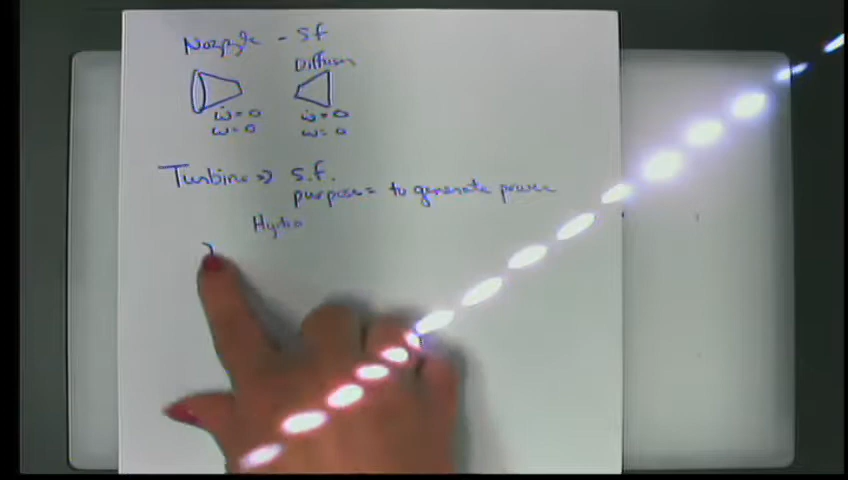 Nozzle - S f
Diffuser
ẇ = 0 ẇ = 0
w = 0 w = 0
Turbine => S.f.
purpose = to generate power
Hydro